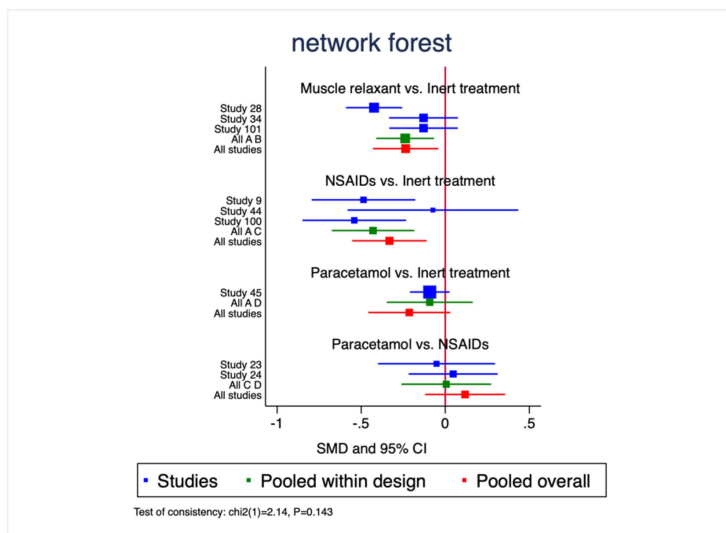 network forest
Muscle relaxant vs. Inert treatment
Study 28
Study 34
Study 101
All A B
All studies
NSAIDs vs. Inert treatment
Study 9
Study 44
Study 100
All A C
All studies
Paracetamol vs. Inert treatment
Study 45
All A D
All studies
Paracetamol vs. NSAIDs
Study 23
Study 24
All C D
All studies
-1 -.5 0 .5
SMD and 95% CI
Studies Pooled within design Pooled overall
Test of consistency: chi2(1)=2.14, P=0.143